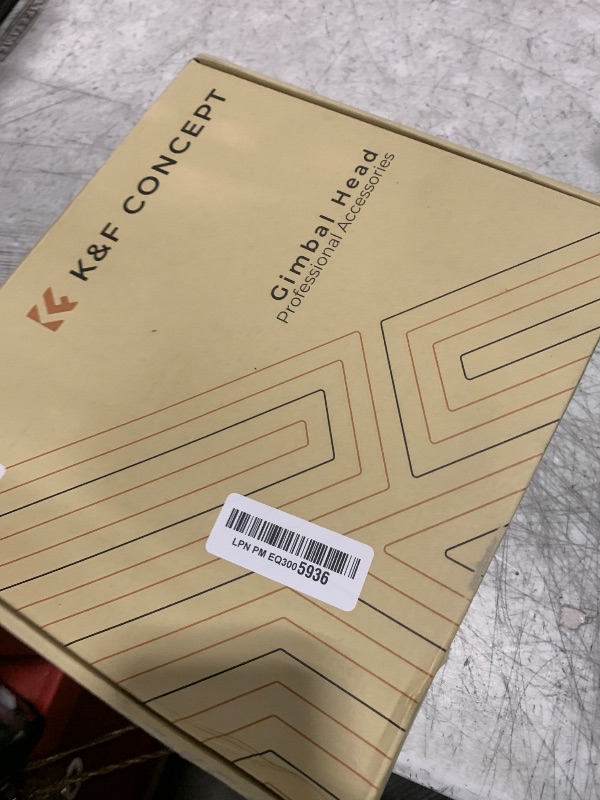 K&F CONCEPT
Gimbal Head
Professional Accessories
LPN PM EQ3005936